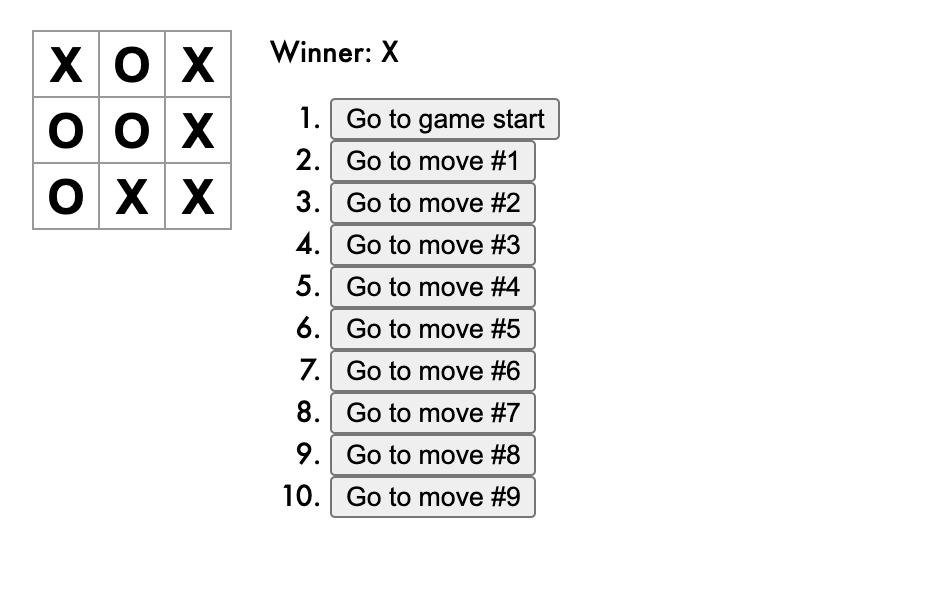 X O X
O O X
O X X
Winner: X
1. Go to game start
2. Go to move #1
3. Go to move #2
4. Go to move #3
5. Go to move #4
6. Go to move #5
7. Go to move #6
8. Go to move #7
9. Go to move #8
10. Go to move #9